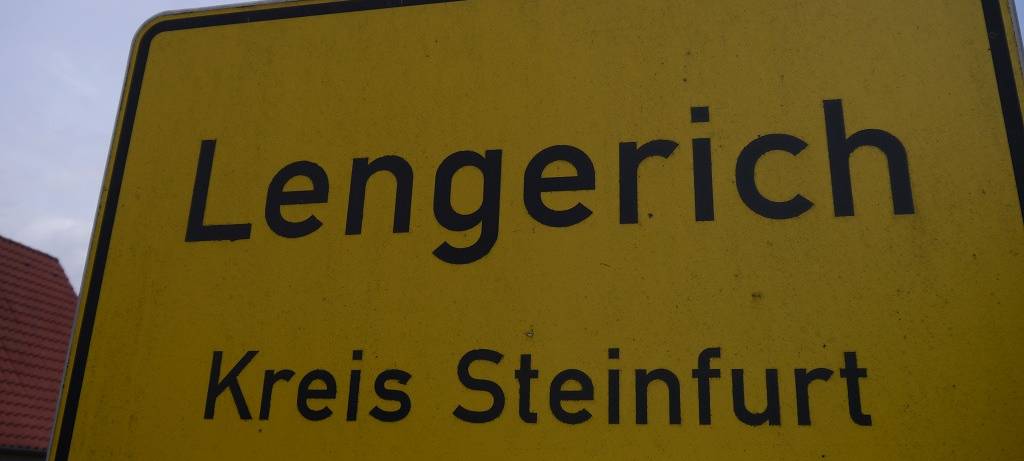 Lengerich
Kreis Steinfurt